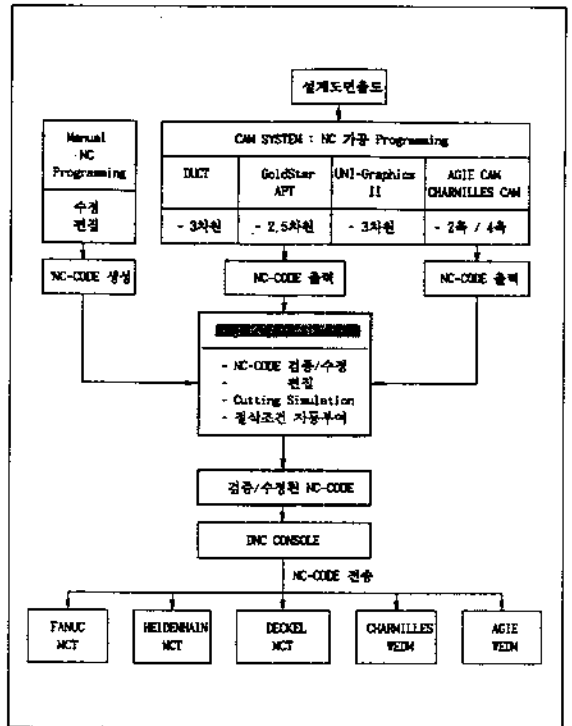 설계도면출도
CAM SYSTEM : NC 가공 Programming
Manual
NC
Programming
수정
편집
DUCT
GoldStar
APT
UNI-Graphics
II
AGIE CAM
CHARMILLES CAM
- 3차원
- 2.5차원
- 3차원
- 2축 / 4축
NC-CODE 생성
NC-CODE 출력
NC-CODE 출력
- NC-CODE 검증/수정
- 편집
- Cutting Simulation
- 절삭조건 자동부여
검증/수정된 NC-CODE
DNC CONSOLE
NC-CODE 전송
FANUC
MCT
HEIDENHAIN
MCT
DECKEL
MCT
CHARMILLES
WEDM
AGIE
WEDM